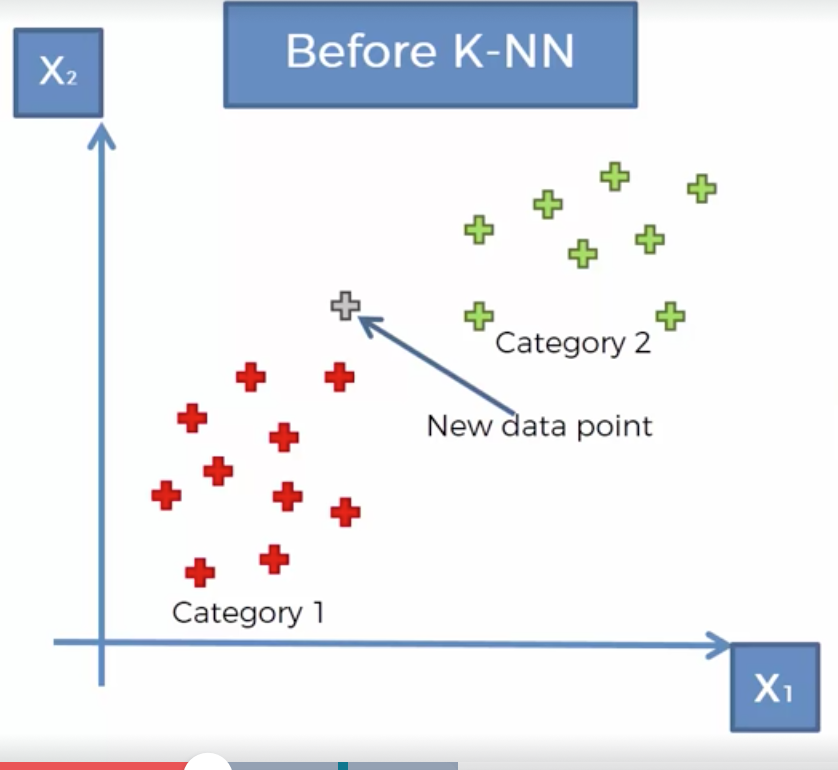 Before K-NN
X₂
Category 2
New data point
Category 1
X₁